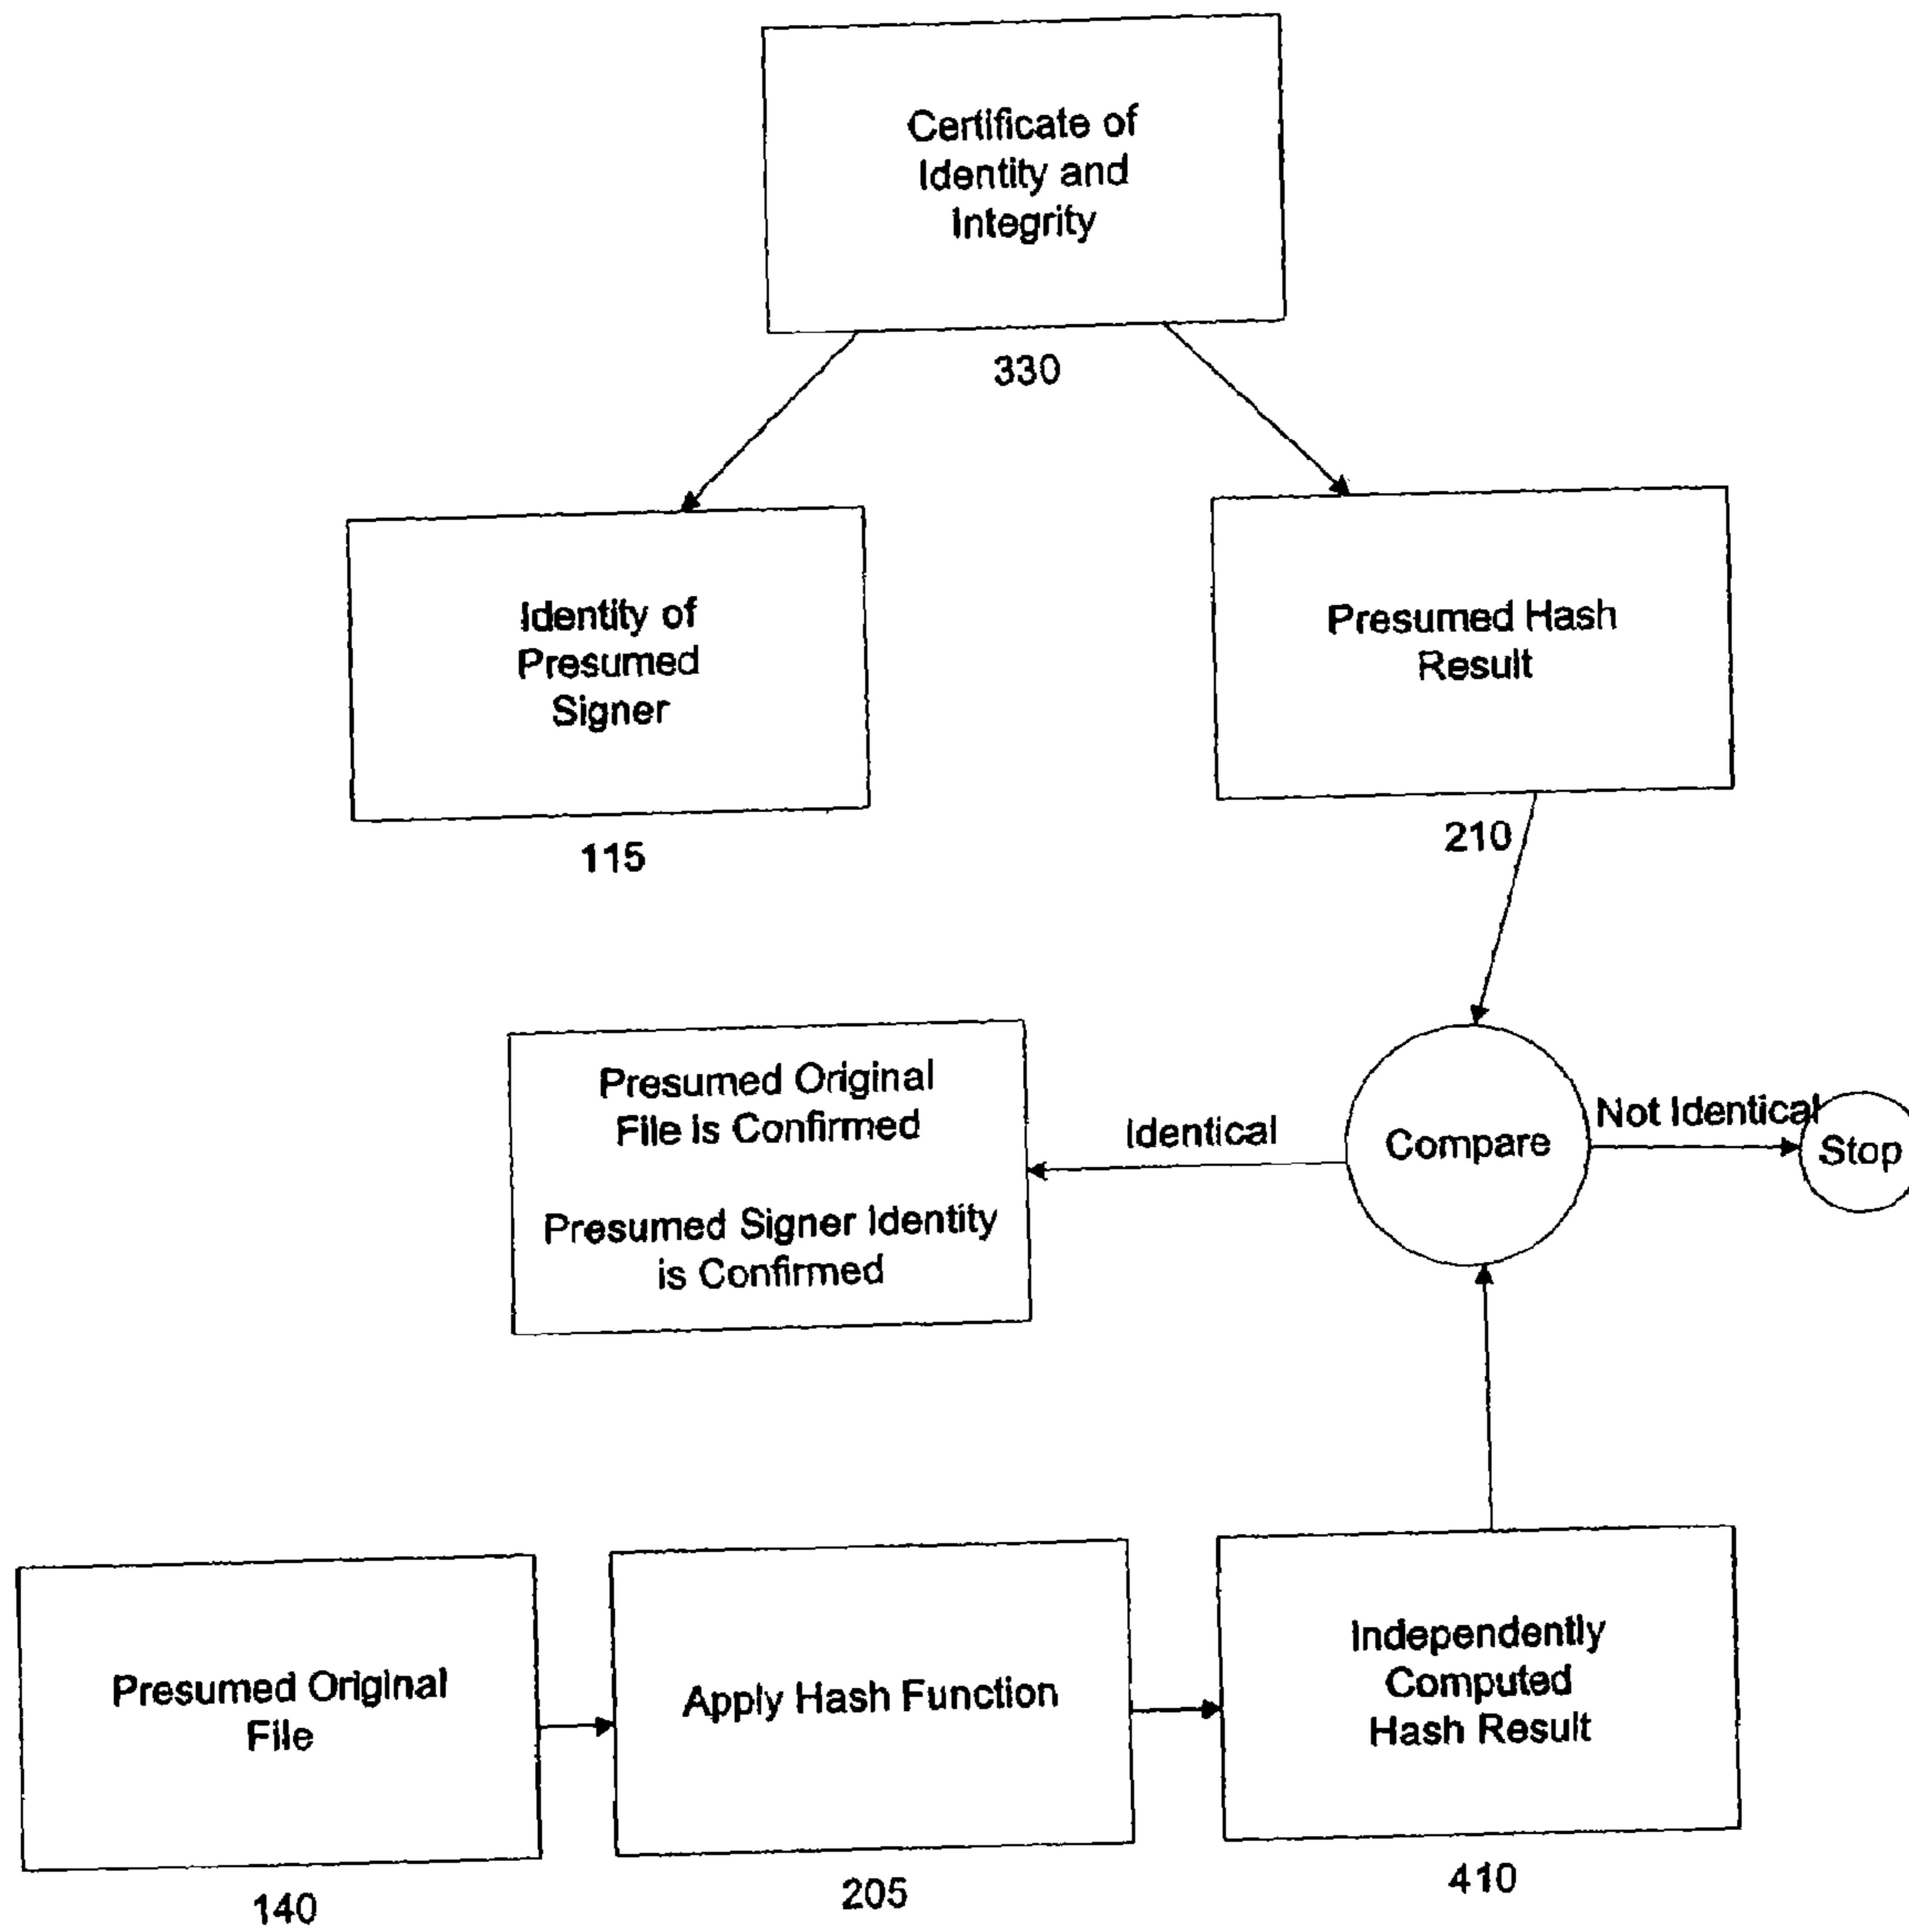 Certificate of
Identity and
Integrity
330
Identity of
Presumed
Signer
115
Presumed Hash
Result
210
Presumed Original
File is Confirmed
Presumed Signer Identity
is Confirmed
Identical
Compare
Not Identical
Stop
Presumed Original
File
140
Apply Hash Function
205
Independently
Computed
Hash Result
410